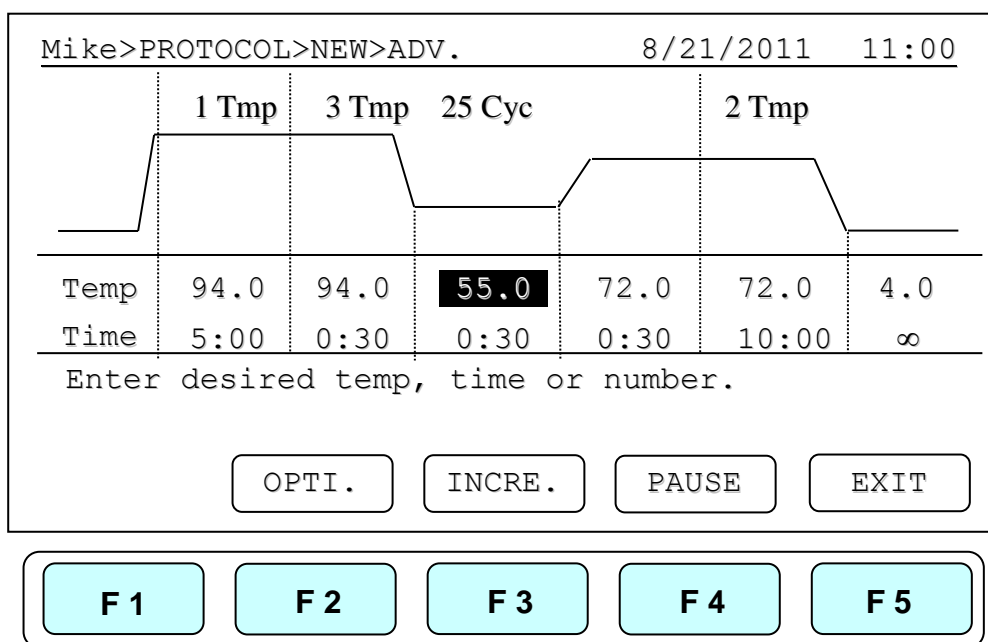 Mike>PROTOCOL>NEW>ADV. 8/21/2011 11:00
1 Tmp 3 Tmp 25 Cyc 2 Tmp
Temp 94.0 94.0 55.0 72.0 72.0 4.0
Time 5:00 0:30 0:30 0:30 10:00 ∞
Enter desired temp, time or number.
OPTI. INCRE. PAUSE EXIT
F 1 F 2 F 3 F 4 F 5